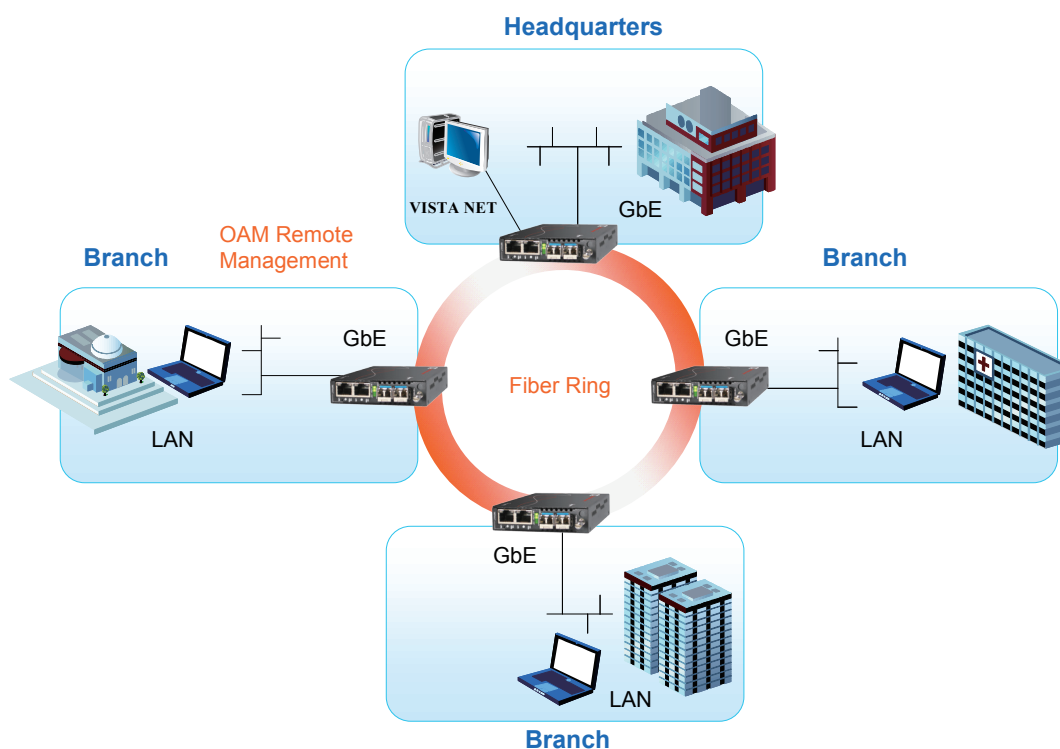 Headquarters
VISTA NET
GbE
OAM Remote
Management
Branch
Branch
GbE
GbE
Fiber Ring
LAN
LAN
GbE
LAN
Branch